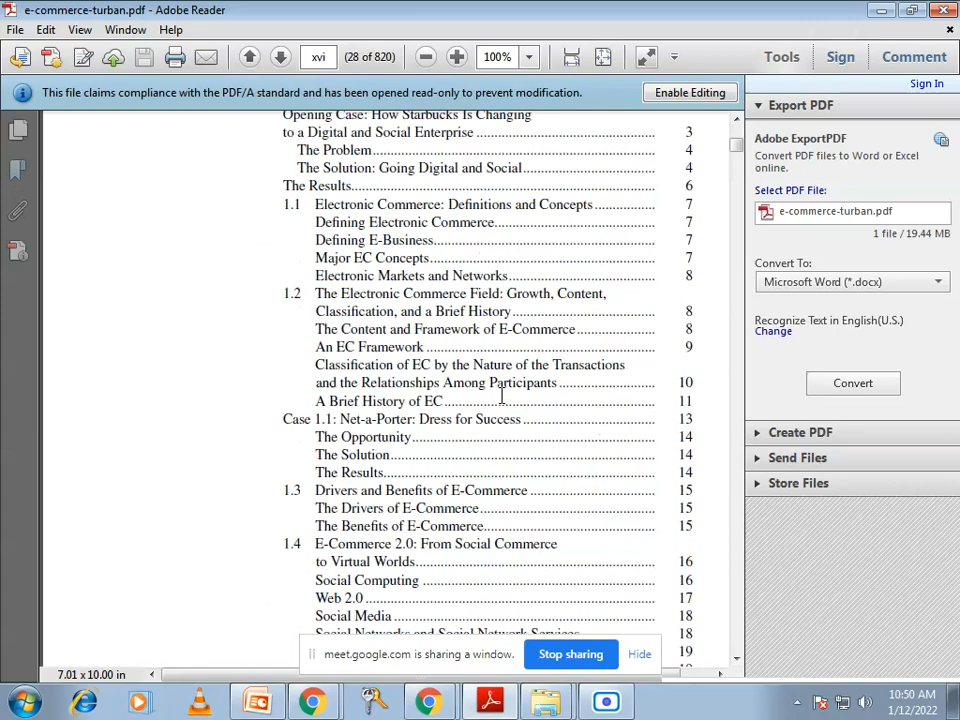 e-commerce-turban.pdf - Adobe Reader
File Edit View Window Help
xvi (28 of 820) 100% Tools Sign Comment
This file claims compliance with the PDF/A standard and has been opened read-only to prevent modification. Enable Editing
Sign In
Opening Case: How Starbucks Is Changing
to a Digital and Social Enterprise 3
The Problem 4
The Solution: Going Digital and Social 4
The Results 6
1.1 Electronic Commerce: Definitions and Concepts 7
Defining Electronic Commerce 7
Defining E-Business 7
Major EC Concepts 7
Electronic Markets and Networks 8
1.2 The Electronic Commerce Field: Growth, Content,
Classification, and a Brief History 8
The Content and Framework of E-Commerce 8
An EC Framework 9
Classification of EC by the Nature of the Transactions
and the Relationships Among Participants 10
A Brief History of EC 11
Case 1.1: Net-a-Porter: Dress for Success 13
The Opportunity 14
The Solution 14
The Results 14
1.3 Drivers and Benefits of E-Commerce 15
The Drivers of E-Commerce 15
The Benefits of E-Commerce 15
1.4 E-Commerce 2.0: From Social Commerce
to Virtual Worlds 16
Social Computing 16
Web 2.0 17
Social Media 18
Social Networks and Social Network Services 18
19
Export PDF
Adobe ExportPDF
Convert PDF files to Word or Excel
online.
Select PDF File:
e-commerce-turban.pdf
1 file / 19.44 MB
Convert To:
Microsoft Word (*.docx)
Recognize Text in English(U.S.)
Change
Convert
Create PDF
Send Files
Store Files
meet.google.com is sharing a window. Stop sharing Hide
7.01 x 10.00 in
10:50 AM
1/12/2022